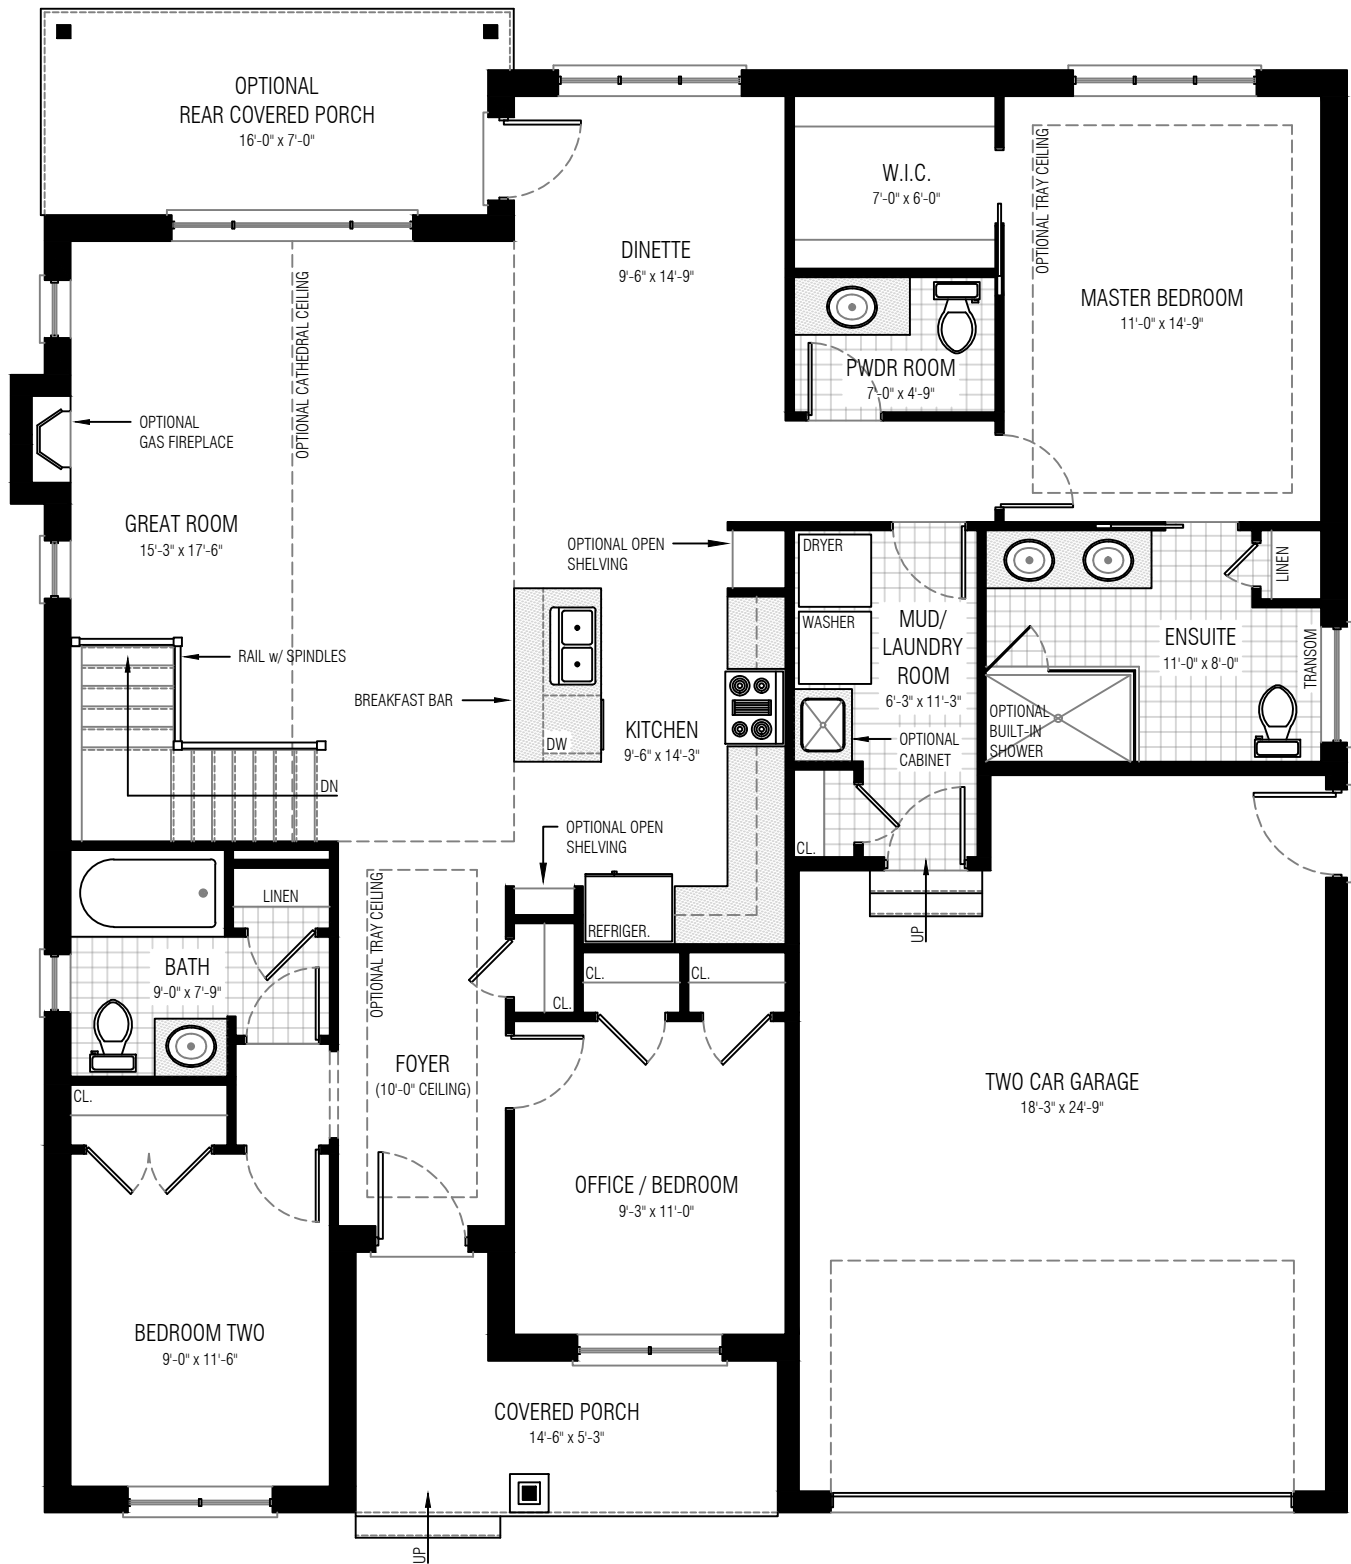 OPTIONAL
REAR COVERED PORCH
16'-0" x 7'-0"
W.I.C.
7'-0" x 6'-0"
OPTIONAL TRAY CEILING
DINETTE
9'-6" x 14'-9"
MASTER BEDROOM
11'-0" x 14'-9"
OPTIONAL CATHEDRAL CEILING
PWDR ROOM
7'-0" x 4'-9"
OPTIONAL
GAS FIREPLACE
GREAT ROOM
15'-3" x 17'-6"
OPTIONAL OPEN
SHELVING
DRYER
LINEN
WASHER
MUD/
LAUNDRY
ROOM
6'-3" x 11'-3"
ENSUITE
11'-0" x 8'-0"
TRANSOM
RAIL w/ SPINDLES
BREAKFAST BAR
KITCHEN
9'-6" x 14'-3"
DW
OPTIONAL
BUILT-IN
SHOWER
OPTIONAL
CABINET
DN
OPTIONAL OPEN
SHELVING
CL.
LINEN
OPTIONAL TRAY CEILING
REFRIGER.
UP
BATH
9'-0" x 7'-9"
CL.
CL.
CL.
FOYER
(10'-0" CEILING)
TWO CAR GARAGE
18'-3" x 24'-9"
CL.
OFFICE / BEDROOM
9'-3" x 11'-0"
BEDROOM TWO
9'-0" x 11'-6"
COVERED PORCH
14'-6" x 5'-3"
UP